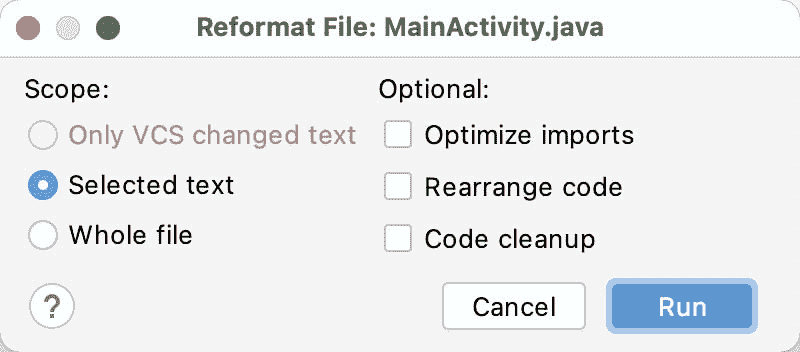 Reformat File: MainActivity.java
Scope:
Only VCS changed text
Selected text
Whole file
Optional:
Optimize imports
Rearrange code
Code cleanup
?
Cancel
Run